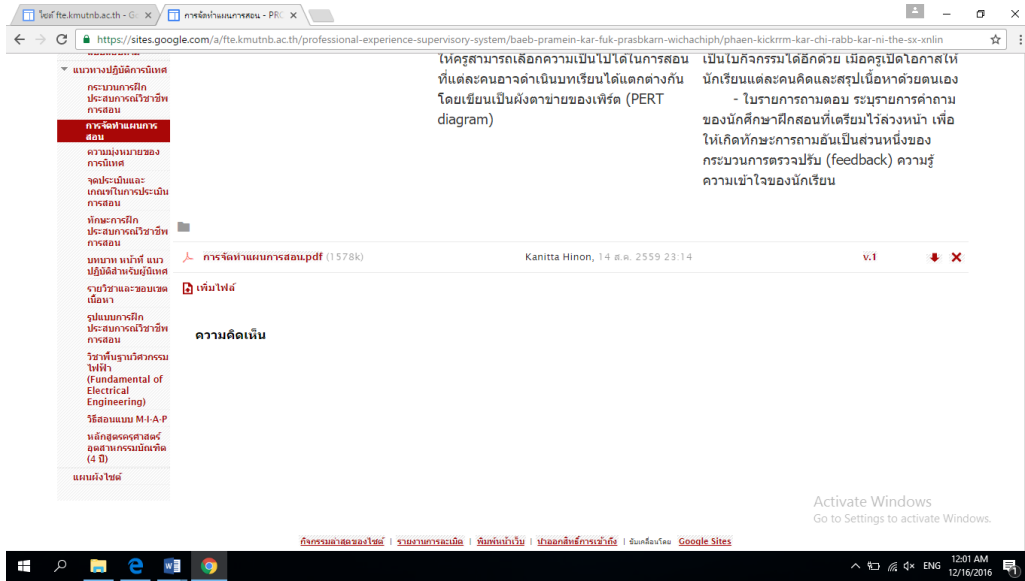 ไซต์ fte.kmutnb.ac.th - G
การจัดทำแผนการสอน - PRO
https://sites.google.com/a/fte.kmutnb.ac.th/professional-experience-supervisory-system/baeb-pramein-kar-fuk-prasbkarn-wichachiph/phaen-kickrrm-kar-chi-rabb-kar-ni-the-sx-xnlin
แนวทางปฏิบัติการนิเทศ
กระบวนการฝึก
ประสบการณ์วิชาชีพ
การสอน
การจัดทำแผนการ
สอน
ความมุ่งหมายของ
การนิเทศ
จุดประเมินและ
เกณฑ์ในการประเมิน
การสอน
ทักษะการฝึก
ประสบการณ์วิชาชีพ
การสอน
บทบาท หน้าที่ แนว
ปฏิบัติสำหรับผู้นิเทศ
รายวิชาและขอบเขต
เนื้อหา
รูปแบบการฝึก
ประสบการณ์วิชาชีพ
การสอน
วิชาพื้นฐานวิศวกรรม
ไฟฟ้า
(Fundamental of
Electrical
Engineering)
วิธีสอนแบบ M-I-A-P
หลักสูตรครุศาสตร์
อุตสาหกรรมบัณฑิต
(4 ปี)
แผนผังไซต์
ให้ครูสามารถเลือกความเป็นไปได้ในการสอน
ที่แต่ละคนอาจดำเนินบทเรียนได้แตกต่างกัน
โดยเขียนเป็นผังตาข่ายของเพิร์ต (PERT
diagram)
เป็นใบกิจกรรมได้อีกด้วย เมื่อครูเปิดโอกาสให้
นักเรียนแต่ละคนคิดและสรุปเนื้อหาด้วยตนเอง
- ใบรายการถามตอบ ระบุรายการคำถาม
ของนักศึกษาฝึกสอนที่เตรียมไว้ล่วงหน้า เพื่อ
ให้เกิดทักษะการถามอันเป็นส่วนหนึ่งของ
กระบวนการตรวจปรับ (feedback) ความรู้
ความเข้าใจของนักเรียน
การจัดทำแผนการสอน.pdf (1578k)
Kanitta Hinon, 14 ส.ค. 2559 23:14
v.1
เพิ่มไฟล์
ความคิดเห็น
Activate Windows
Go to Settings to activate Windows.
กิจกรรมล่าสุดของไซต์ | รายงานการละเมิด | พิมพ์หน้าเว็บ | นำออกสิทธิ์การเข้าถึง | ขับเคลื่อนโดย Google Sites
ENG
12:01 AM
12/16/2016